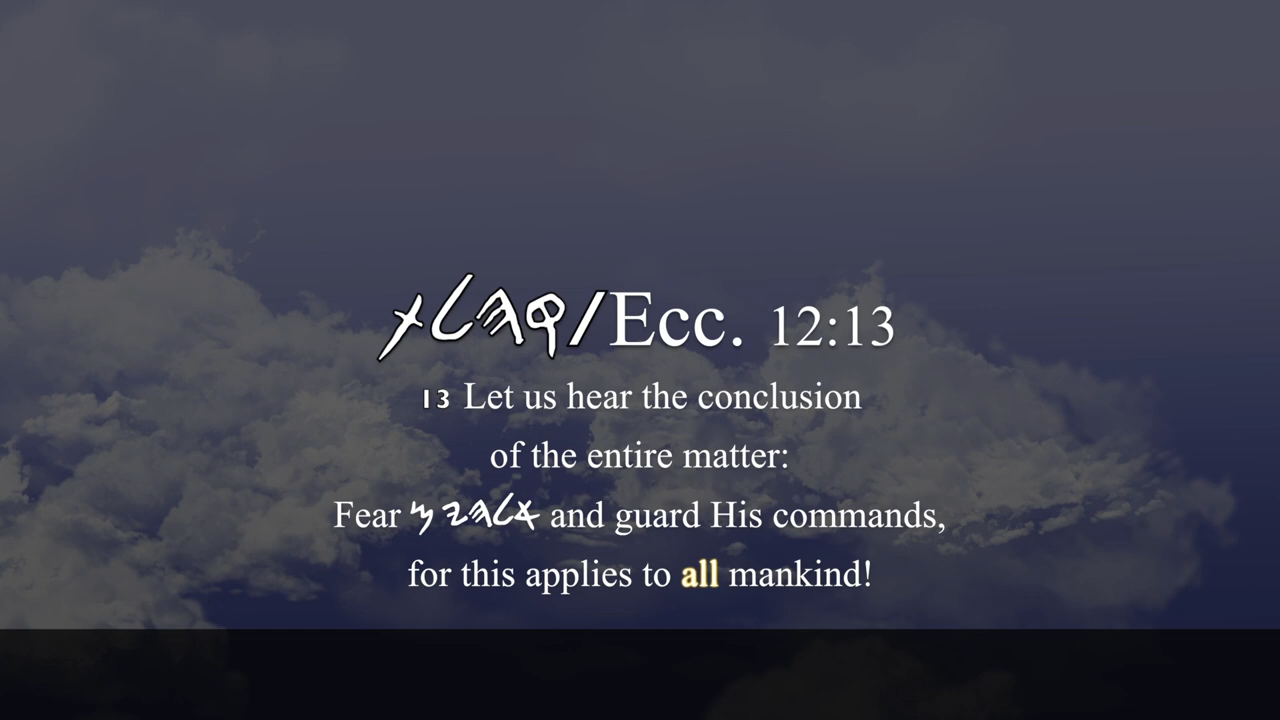 𐤒𐤄𐤋𐤕/Ecc. 12:13
13 Let us hear the conclusion
of the entire matter:
Fear 𐤀𐤋𐤄𐤉𐤌 and guard His commands,
for this applies to all mankind!